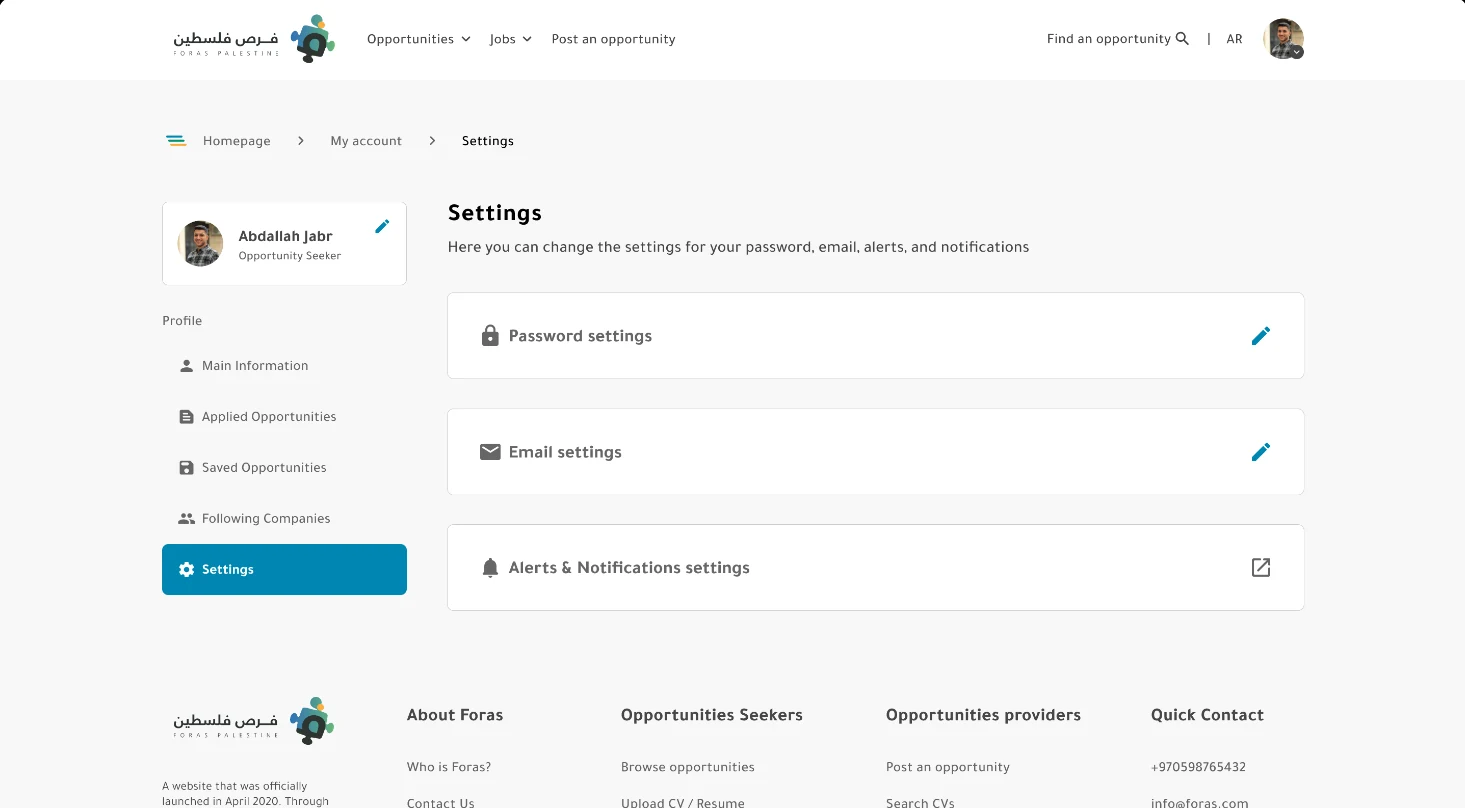 فرص فلسطين
FORAS PALESTINE
Opportunities
Jobs
Post an opportunity
Find an opportunity
|
AR
Homepage
My account
Settings
Abdallah Jabr
Opportunity Seeker
Profile
Main Information
Applied Opportunities
Saved Opportunities
Following Companies
Settings
Settings
Here you can change the settings for your password, email, alerts, and notifications
Password settings
Email settings
Alerts & Notifications settings
فرص فلسطين
FORAS PALESTINE
A website that was officially
launched in April 2020. Through
About Foras
Who is Foras?
Contact Us
Opportunities Seekers
Browse opportunities
Upload CV / Resume
Opportunities providers
Post an opportunity
Search CVs
Quick Contact
+970598765432
info@foras.com